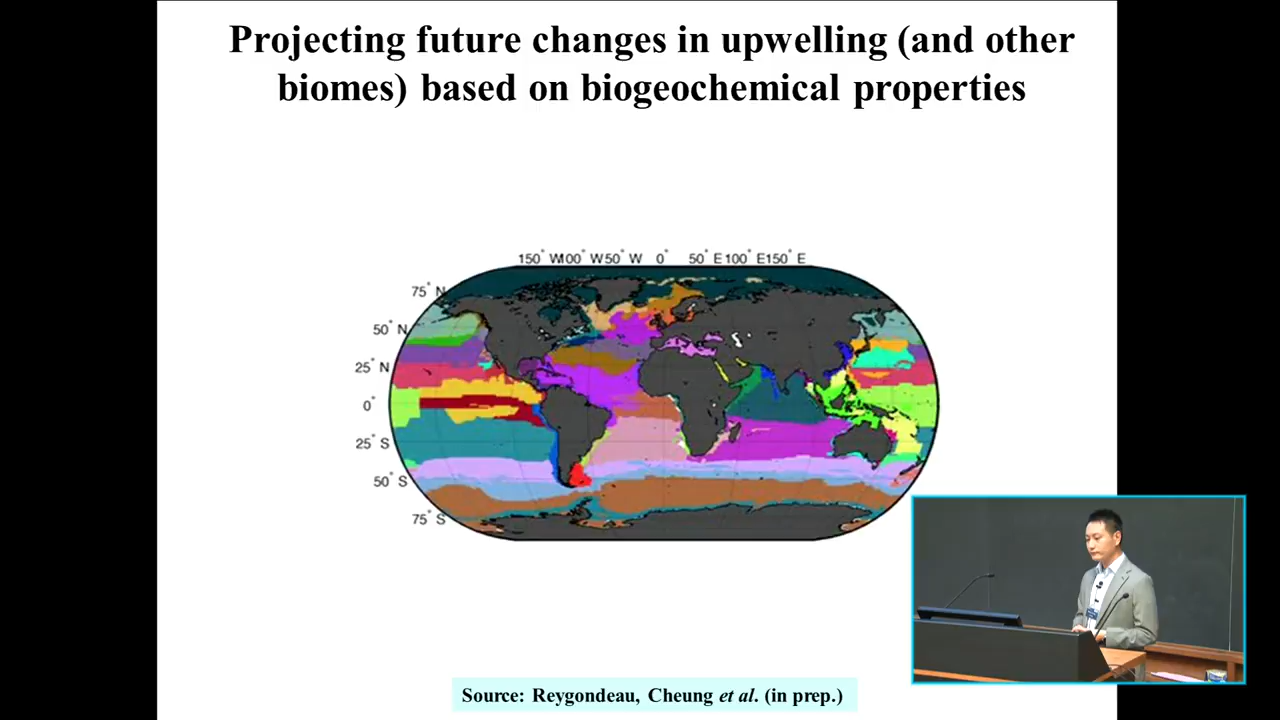 Projecting future changes in upwelling (and other
biomes) based on biogeochemical properties
150° W100° W50° W 0° 50° E100° E150° E
75° N
50° N
25° N
0°
25° S
50° S
75° S
Source: Reygondeau, Cheung et al. (in prep.)